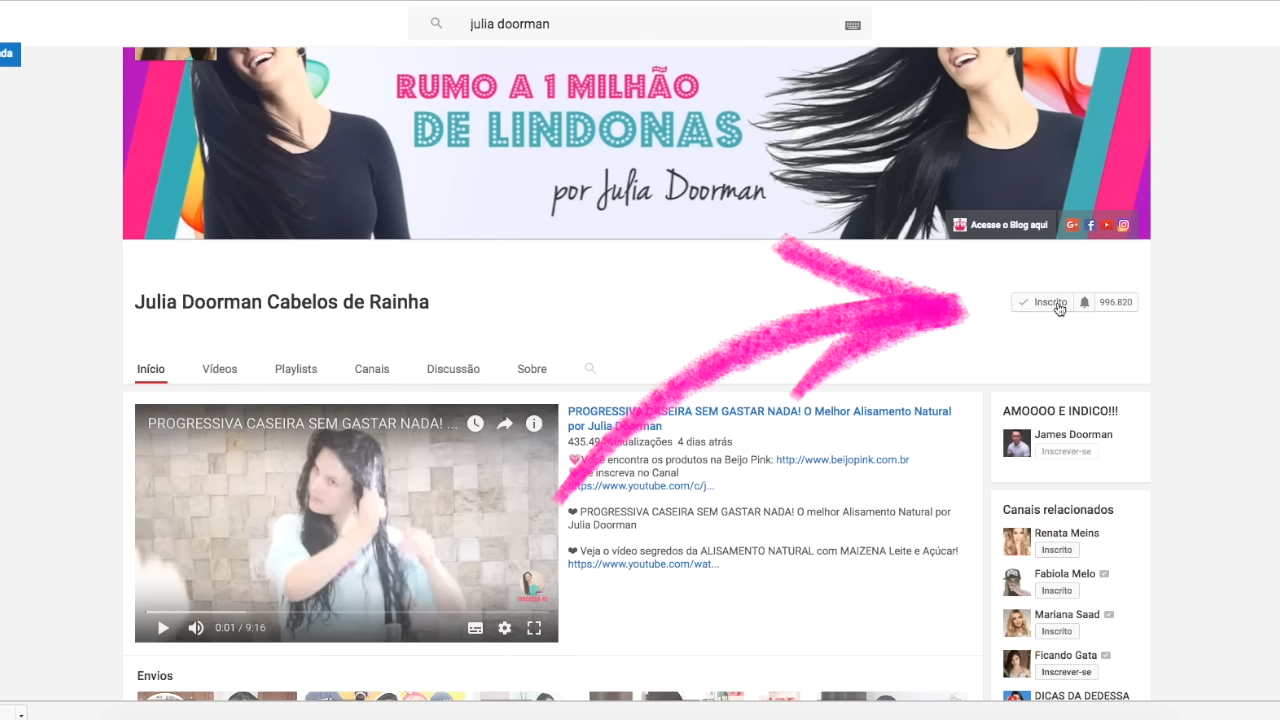 julia doorman
ada
RUMO A 1 MILHÃO
DE LINDONAS
por Julia Doorman
Acesse o Blog aqui
Julia Doorman Cabelos de Rainha
Inscrito 996.820
Início Vídeos Playlists Canais Discussão Sobre
PROGRESSIVA CASEIRA SEM GASTAR NADA! ...
0:01 / 9:16
PROGRESSIVA CASEIRA SEM GASTAR NADA! O Melhor Alisamento Natural
por Julia Doorman
435.494 visualizações 4 dias atrás
Você encontra os produtos na Beijo Pink: http://www.beijopink.com.br
se inscreva no Canal
https://www.youtube.com/c/j...
❤ PROGRESSIVA CASEIRA SEM GASTAR NADA! O melhor Alisamento Natural por
Julia Doorman
❤ Veja o vídeo segredos da ALISAMENTO NATURAL com MAIZENA Leite e Açúcar!
https://www.youtube.com/wat...
AMOOOO E INDICO!!!
James Doorman
Inscrever-se
Canais relacionados
Renata Meins
Inscrito
Fabiola Melo
Inscrito
Mariana Saad
Inscrito
Ficando Gata
Inscrever-se
DICAS DA DEDESSA
Envios